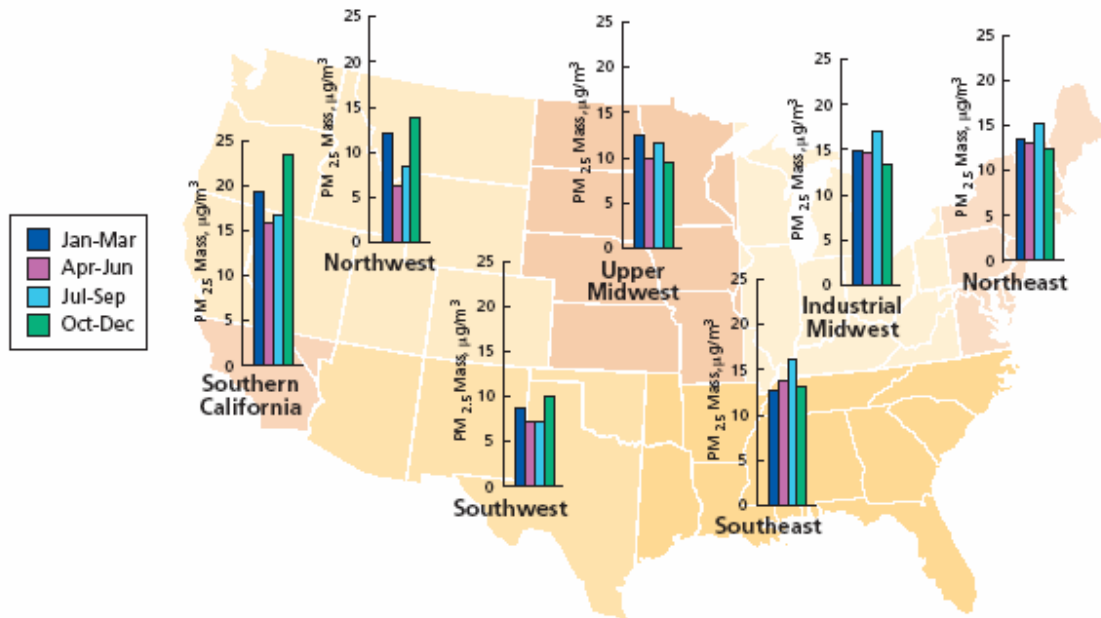 Jan-Mar
Apr-Jun
Jul-Sep
Oct-Dec
PM 2.5 Mass, µg/m³
25
20
15
10
5
0
Southern
California
PM 2.5 Mass, µg/m³
25
20
15
10
5
0
Northwest
PM 2.5 Mass, µg/m³
25
20
15
10
5
0
Southwest
PM 2.5 Mass, µg/m³
25
20
15
10
5
0
Upper
Midwest
PM 2.5 Mass, µg/m³
25
20
15
10
5
0
Southeast
PM 2.5 Mass, µg/m³
25
20
15
10
5
0
Industrial
Midwest
PM 2.5 Mass, µg/m³
25
20
15
10
5
0
Northeast